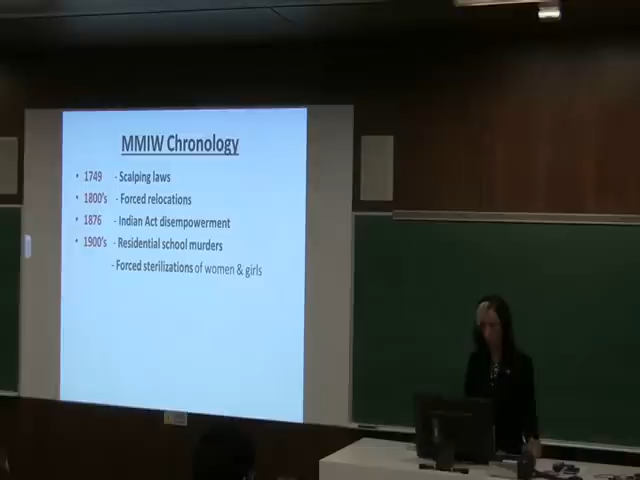 MMIW Chronology
• 1749 - Scalping laws
• 1800's - Forced relocations
• 1876 - Indian Act disempowerment
• 1900's - Residential school murders
- Forced sterilizations of women & girls